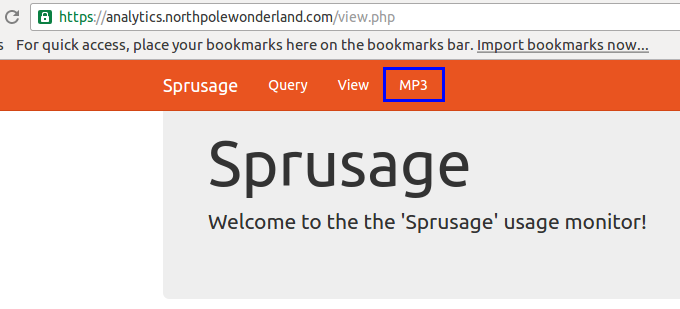 https://analytics.northpolewonderland.com/view.php
s For quick access, place your bookmarks here on the bookmarks bar. Import bookmarks now...
Sprusage Query View MP3
Sprusage
Welcome to the the 'Sprusage' usage monitor!